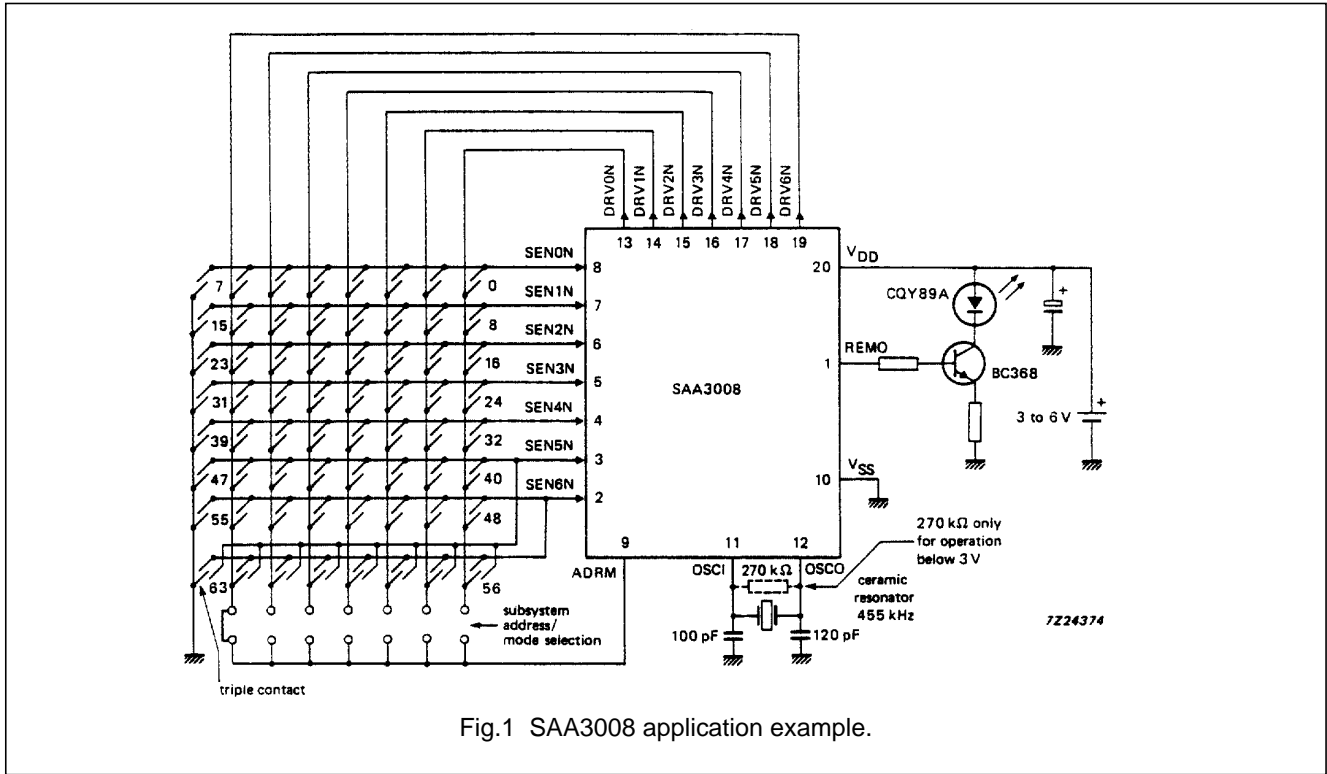 DRV0N
DRV1N
DRV2N
DRV3N
DRV4N
DRV5N
DRV6N
13 14 15 16 17 18 19
SEN0N
8
7
0
SEN1N
7
15
8
SEN2N
6
23
16
SEN3N
5
31
24
SEN4N
4
39
32
SEN5N
3
47
40
SEN6N
2
55
48
63
56
SAA3008
20
VDD
CQY89A
+
REMO
1
BC368
+
3 to 6 V
VSS
10
9
ADRM
11
12
OSCI
270 kΩ
OSCO
270 kΩ only
for operation
below 3 V
ceramic
resonator
455 kHz
100 pF
120 pF
subsystem
address/
mode selection
triple contact
7Z24374
Fig.1 SAA3008 application example.